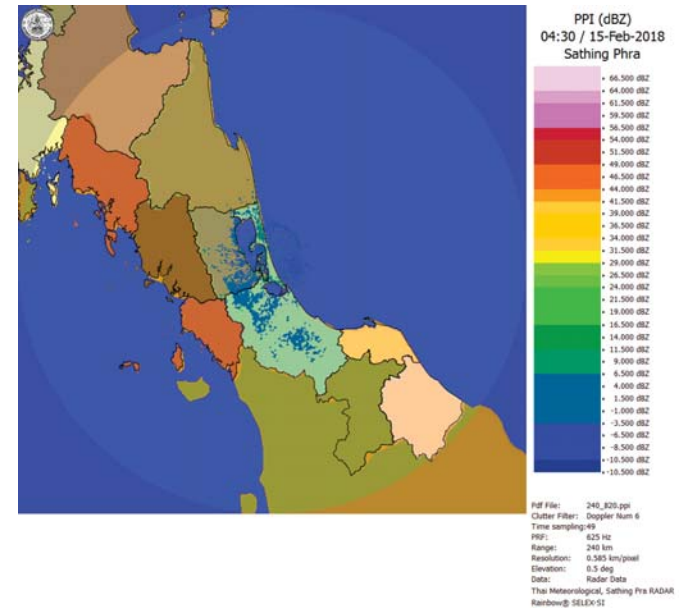 PPI (dBZ)
04:30 / 15-Feb-2018
Sathing Phra
66.500 dBZ
64.000 dBZ
61.500 dBZ
59.500 dBZ
56.500 dBZ
54.000 dBZ
51.500 dBZ
49.000 dBZ
46.500 dBZ
44.000 dBZ
41.500 dBZ
39.000 dBZ
36.500 dBZ
34.000 dBZ
31.500 dBZ
29.000 dBZ
26.500 dBZ
24.000 dBZ
21.500 dBZ
19.000 dBZ
16.500 dBZ
14.000 dBZ
11.500 dBZ
9.000 dBZ
6.500 dBZ
4.000 dBZ
1.500 dBZ
-1.000 dBZ
-3.500 dBZ
-6.500 dBZ
-8.500 dBZ
-10.500 dBZ
-10.500 dBZ
Pdf File: 240_820.ppi
Clutter Filter: Doppler Num 6
Time sampling:49
PRF: 625 Hz
Range: 240 km
Resolution: 0.585 km/pixel
Elevation: 0.5 deg
Data: Radar Data
Thai Meteorological, Sathing Pra RADAR
Rainbow® SELEX-SI